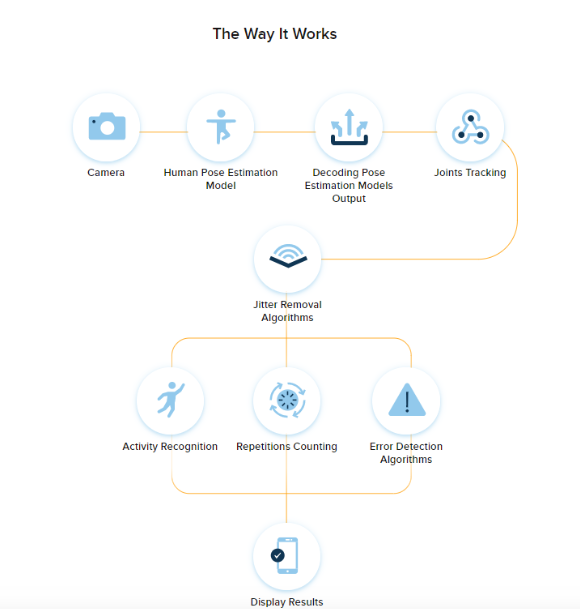 The Way It Works
Camera
Human Pose Estimation
Model
Decoding Pose
Estimation Models
Output
Joints Tracking
Jitter Removal
Algorithms
Activity Recognition
Repetitions Counting
Error Detection
Algorithms
Display Results